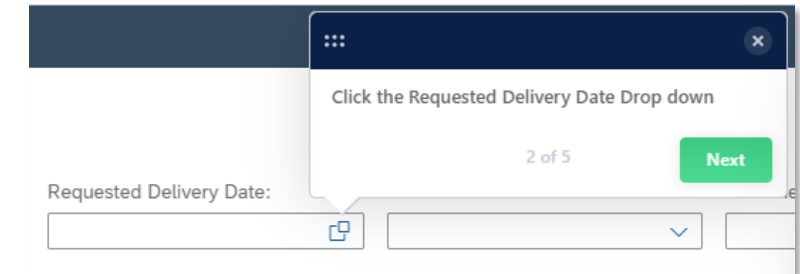 Click the Requested Delivery Date Drop down
2 of 5
Next
Requested Delivery Date: